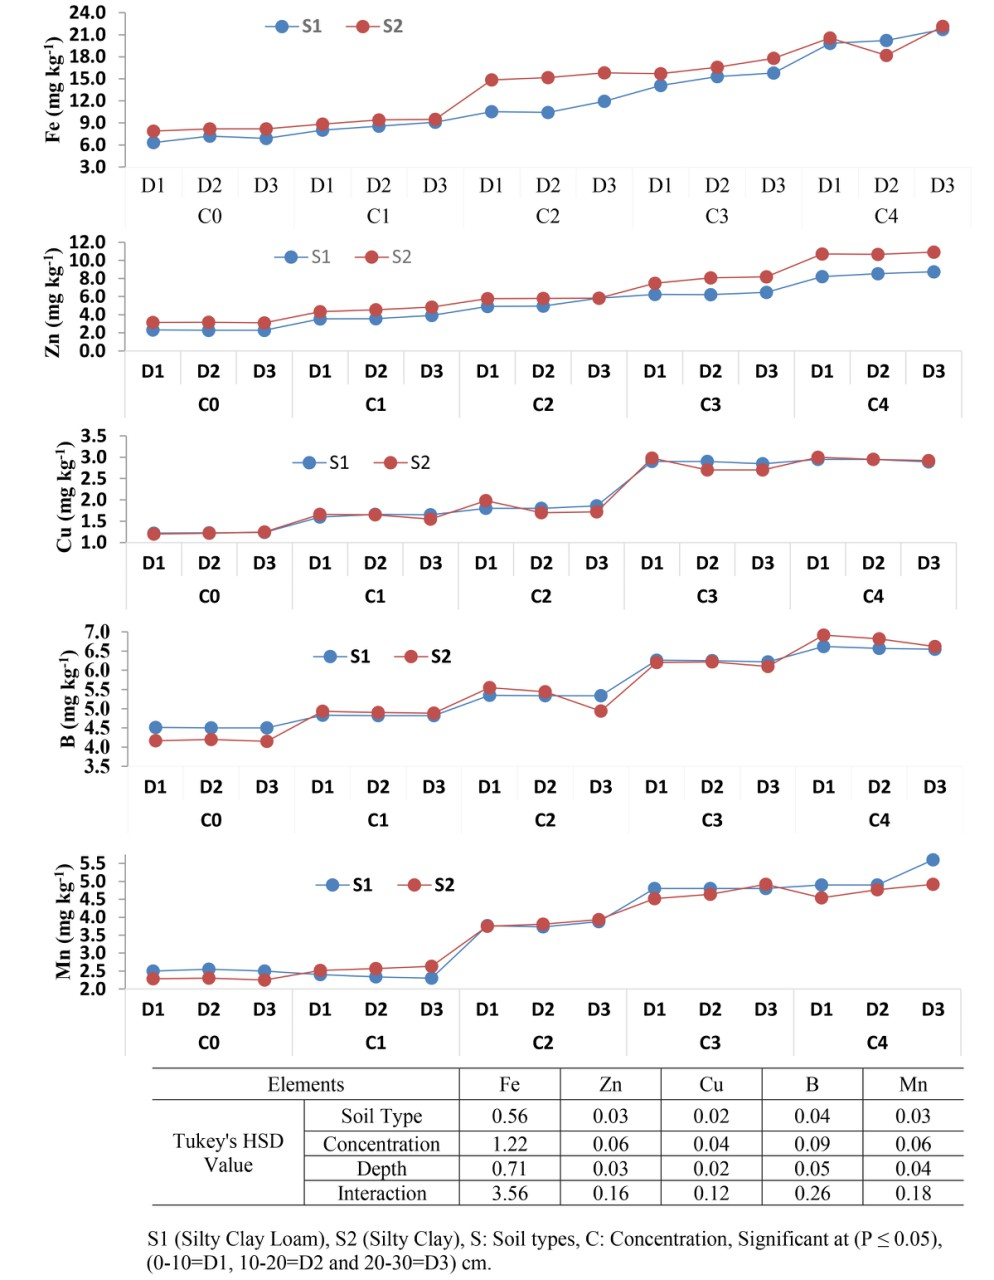 S1 S2
Fe (mg kg-1)
24.0
21.0
18.0
15.0
12.0
9.0
6.0
3.0
D1 D2 D3 D1 D2 D3 D1 D2 D3 D1 D2 D3 D1 D2 D3
C0 C1 C2 C3 C4
S1 S2
Zn (mg kg-1)
12.0
10.0
8.0
6.0
4.0
2.0
0.0
D1 D2 D3 D1 D2 D3 D1 D2 D3 D1 D2 D3 D1 D2 D3
C0 C1 C2 C3 C4
S1 S2
Cu (mg kg-1)
3.5
3.0
2.5
2.0
1.5
1.0
D1 D2 D3 D1 D2 D3 D1 D2 D3 D1 D2 D3 D1 D2 D3
C0 C1 C2 C3 C4
S1 S2
B (mg kg-1)
7.0
6.5
6.0
5.5
5.0
4.5
4.0
3.5
D1 D2 D3 D1 D2 D3 D1 D2 D3 D1 D2 D3 D1 D2 D3
C0 C1 C2 C3 C4
S1 S2
Mn (mg kg-1)
5.5
5.0
4.5
4.0
3.5
3.0
2.5
2.0
D1 D2 D3 D1 D2 D3 D1 D2 D3 D1 D2 D3 D1 D2 D3
C0 C1 C2 C3 C4
Elements Fe Zn Cu B Mn
Tukey's HSD
Value
Soil Type 0.56 0.03 0.02 0.04 0.03
Concentration 1.22 0.06 0.04 0.09 0.06
Depth 0.71 0.03 0.02 0.05 0.04
Interaction 3.56 0.16 0.12 0.26 0.18
S1 (Silty Clay Loam), S2 (Silty Clay), S: Soil types, C: Concentration, Significant at (P ≤ 0.05),
(0-10=D1, 10-20=D2 and 20-30=D3) cm.